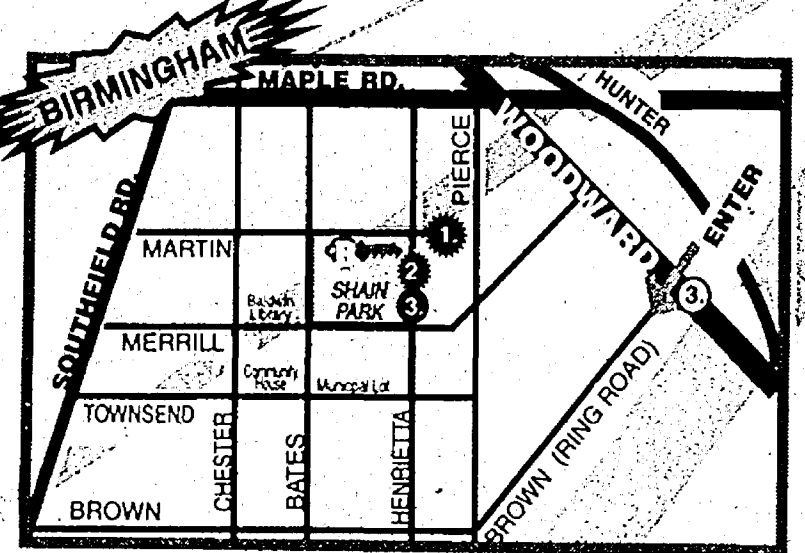 BIRMINGHAM
MAPLE RD.
HUNTER
WOODWARD
PIERCE
ENTER
SOUTHFIELD RD.
MARTIN
1.
2
3.
3.
SHAIN
PARK
Baldwin
Library
MERRILL
Community
House
Municipal Lot
TOWNSEND
CHESTER
BATES
HENRIETTA
BROWN
BROWN (RING ROAD)